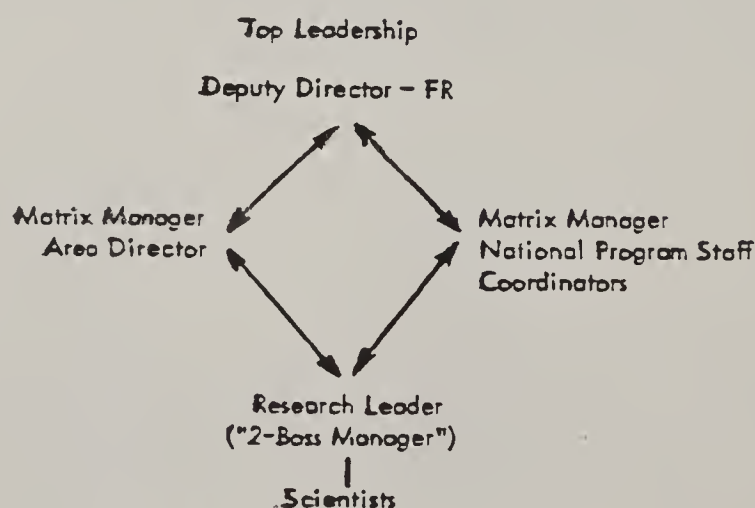 Top Leadership
Deputy Director - FR
Matrix Manager
Area Director
Matrix Manager
National Program Staff
Coordinators
Research Leader
("2-Boss Manager")
Scientists